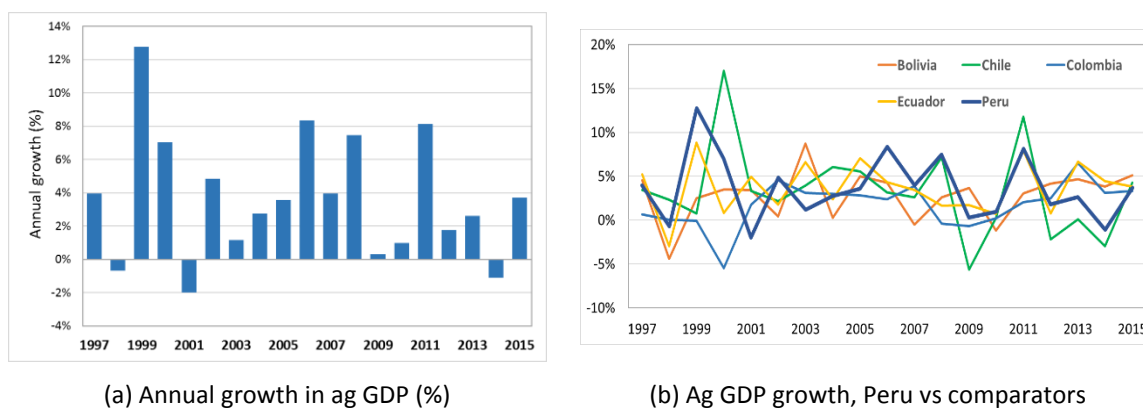 14%
12%
10%
8%
6%
4%
2%
0%
-2%
-4%
Annual growth (%)
1997 1999 2001 2003 2005 2007 2009 2011 2013 2015
(a) Annual growth in ag GDP (%)
20%
15%
10%
5%
0%
-5%
-10%
Bolivia Chile Colombia
Ecuador Peru
1997 1999 2001 2003 2005 2007 2009 2011 2013 2015
(b) Ag GDP growth, Peru vs comparators